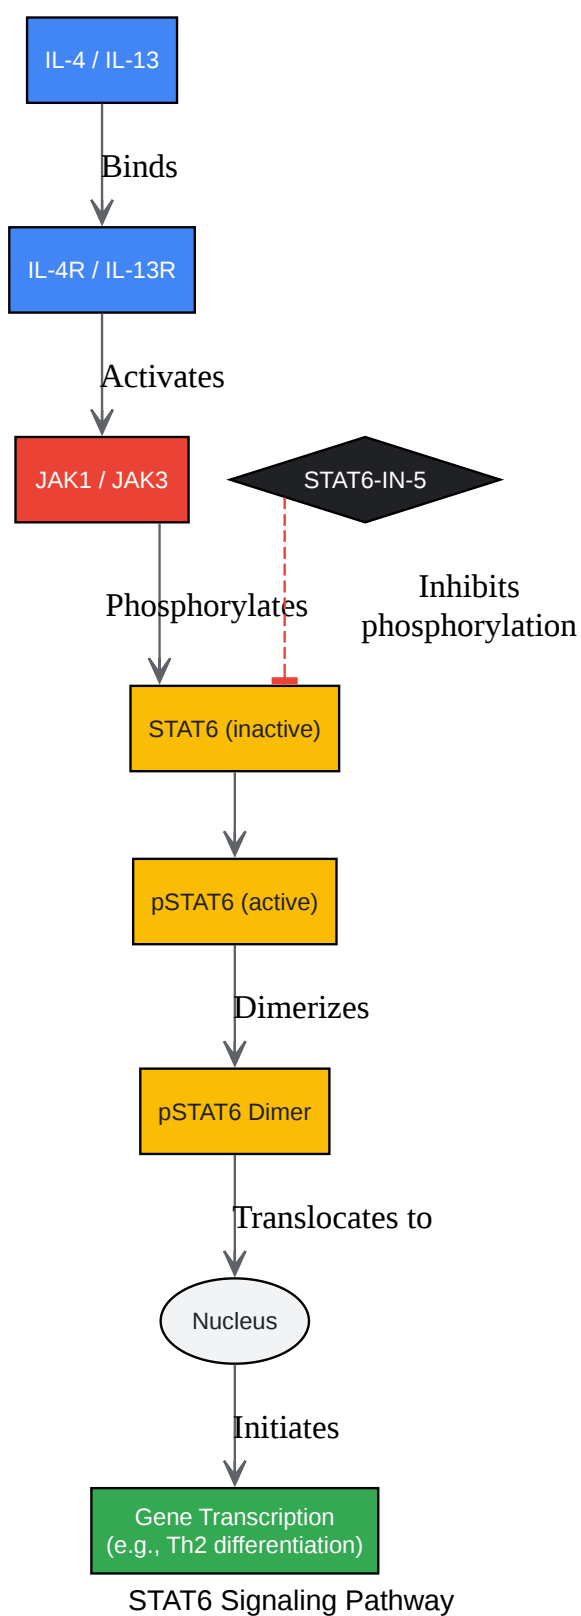 IL-4 / IL-13
Binds
IL-4R / IL-13R
Activates
JAK1 / JAK3
STAT6-IN-5
Phosphorylates
Inhibits
phosphorylation
STAT6 (inactive)
pSTAT6 (active)
Dimerizes
pSTAT6 Dimer
Translocates to
Nucleus
Initiates
Gene Transcription
(e.g., Th2 differentiation)
STAT6 Signaling Pathway